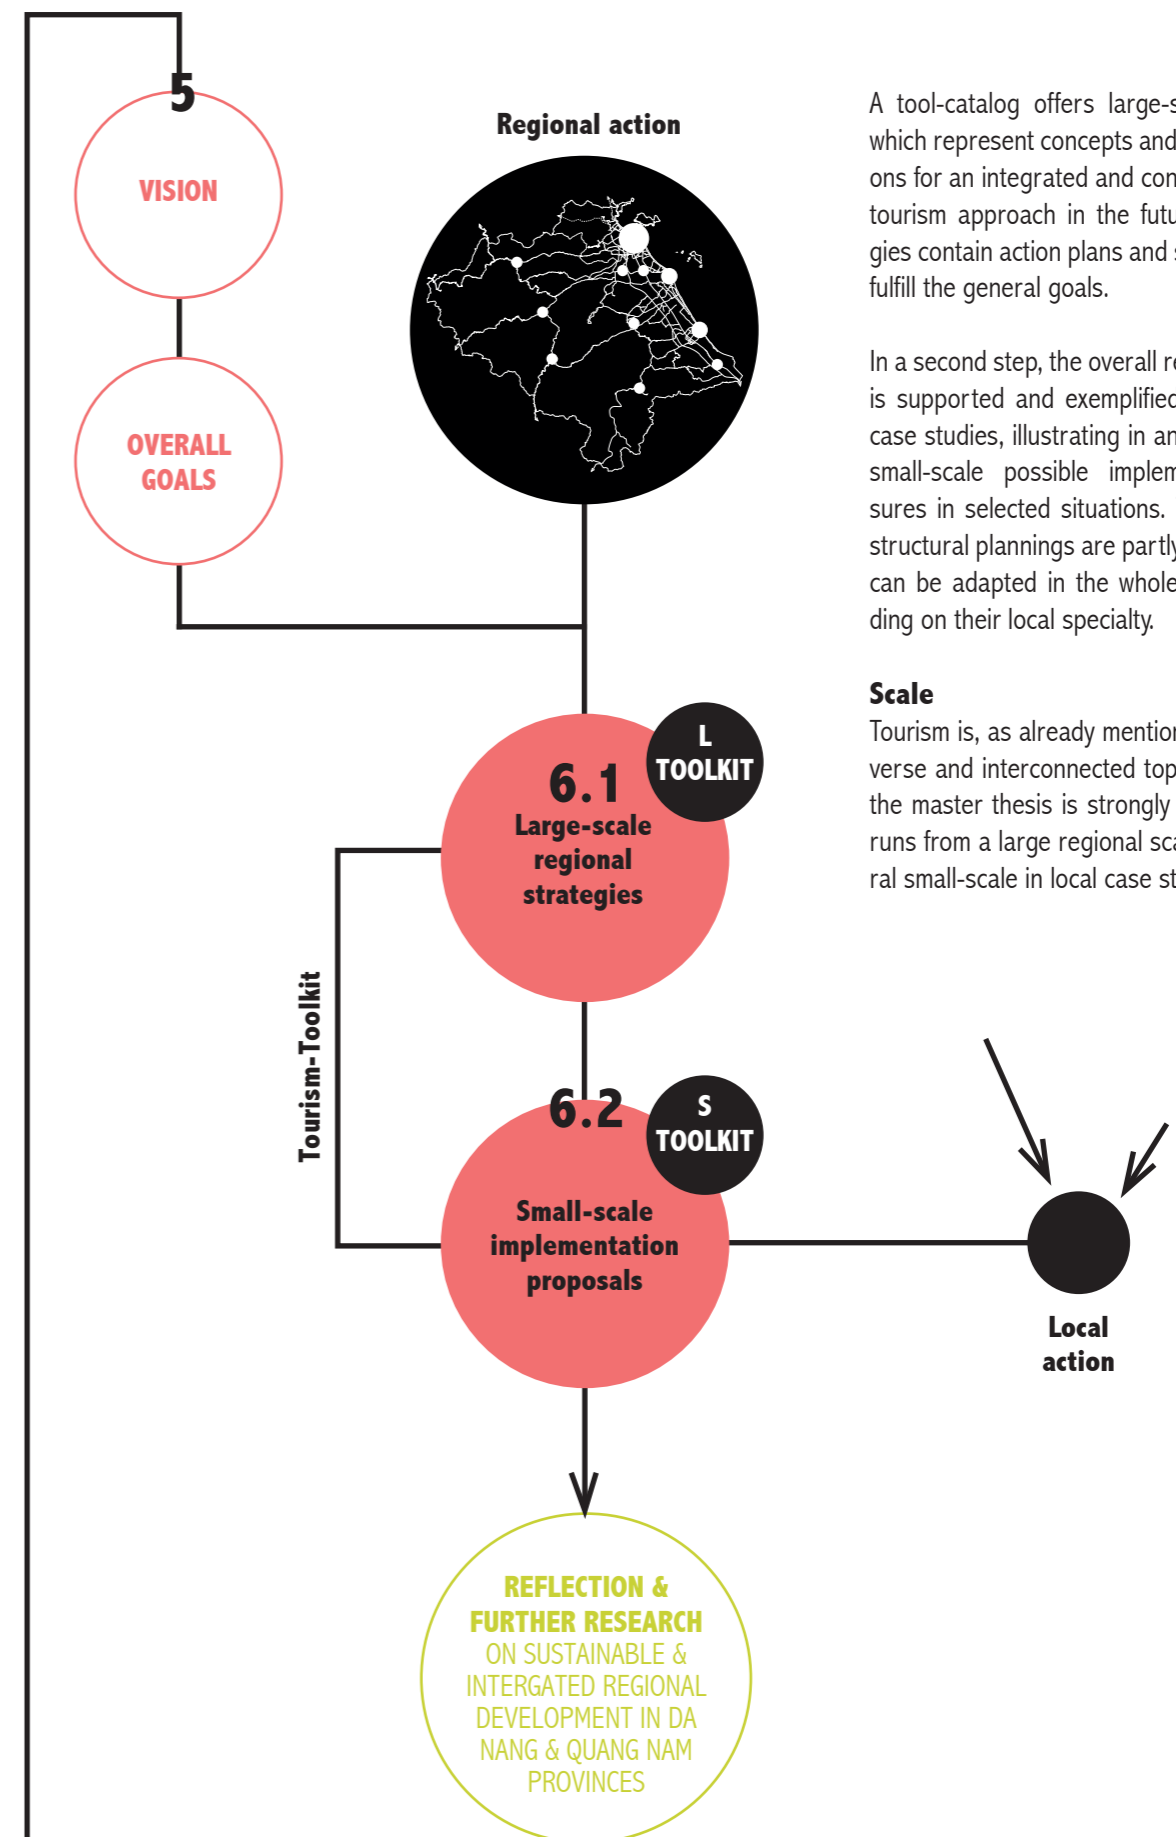 5
VISION
OVERALL
GOALS
Regional action
L
TOOLKIT
6.1
Large-scale
regional
strategies
Tourism-Toolkit
S
TOOLKIT
6.2
Small-scale
implementation
proposals
Local
action
REFLECTION &
FURTHER RESEARCH
ON SUSTAINABLE &
INTERGATED REGIONAL
DEVELOPMENT IN DA
NANG & QUANG NAM
PROVINCES
A tool-catalog offers large-s
which represent concepts and
ons for an integrated and con
tourism approach in the futu
gies contain action plans and s
fulfill the general goals.
In a second step, the overall re
is supported and exemplified
case studies, illustrating in an
small-scale possible implem
sures in selected situations.
structural plannings are partly
can be adapted in the whole
ding on their local specialty.
Scale
Tourism is, as already mention
verse and interconnected top
the master thesis is strongly
runs from a large regional sca
ral small-scale in local case st